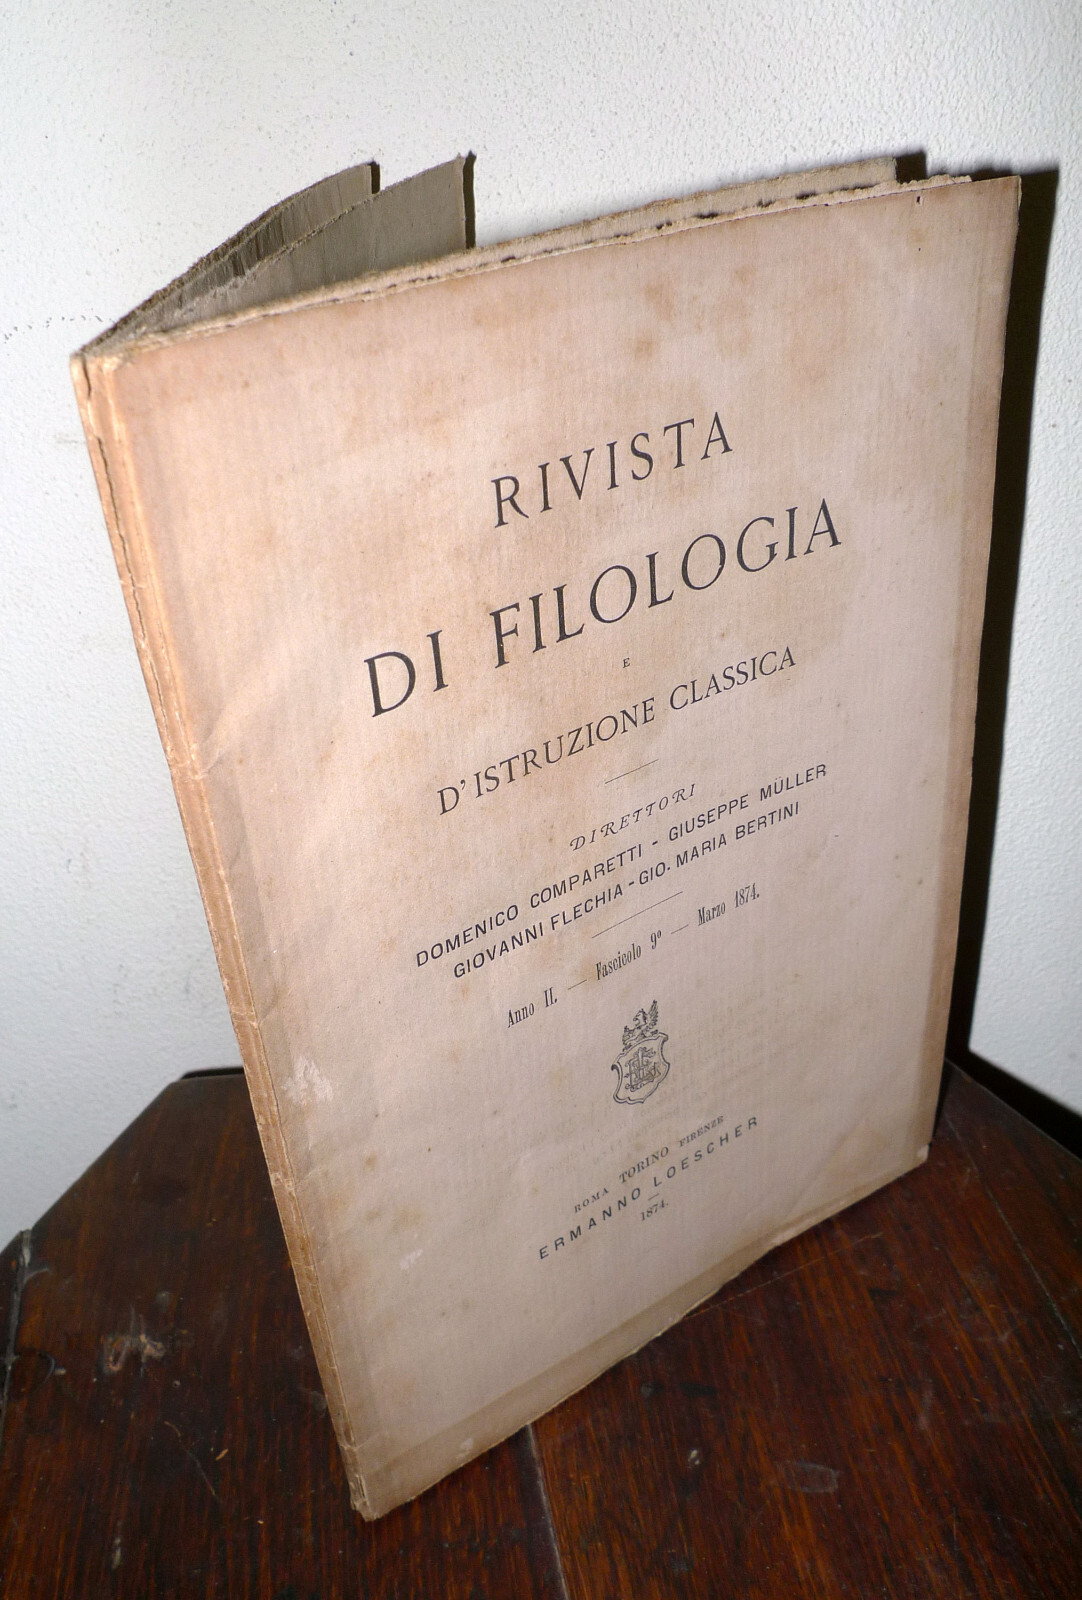 RIVISTA
DI FILOLOGIA
E
D'ISTRUZIONE CLASSICA
DIRETTORI
DOMENICO COMPARETTI - GIUSEPPE MÜLLER
GIOVANNI FLECHIA - GIO. MARIA BERTINI
Anno II. — Fascicolo 9º — Marzo 1874.
ROMA TORINO FIRENZE
ERMANNO LOESCHER
1874.